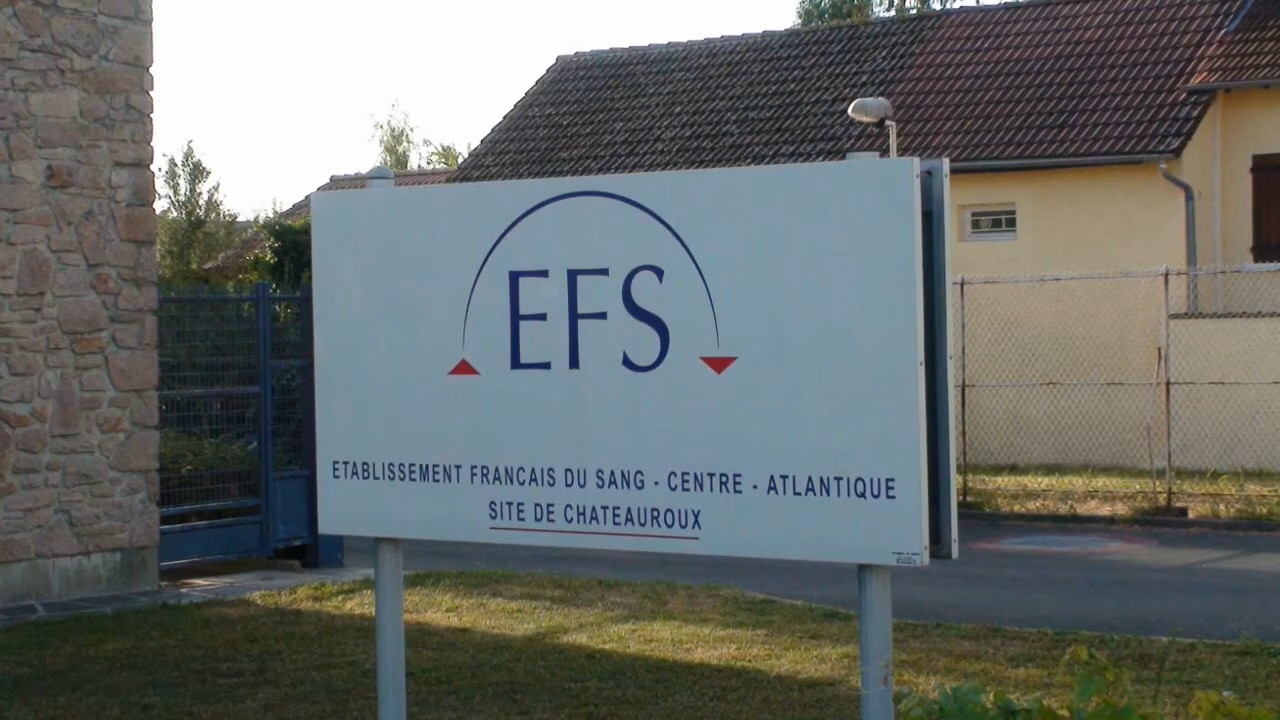 EFS
ETABLISSEMENT FRANCAIS DU SANG - CENTRE - ATLANTIQUE
SITE DE CHATEAUROUX